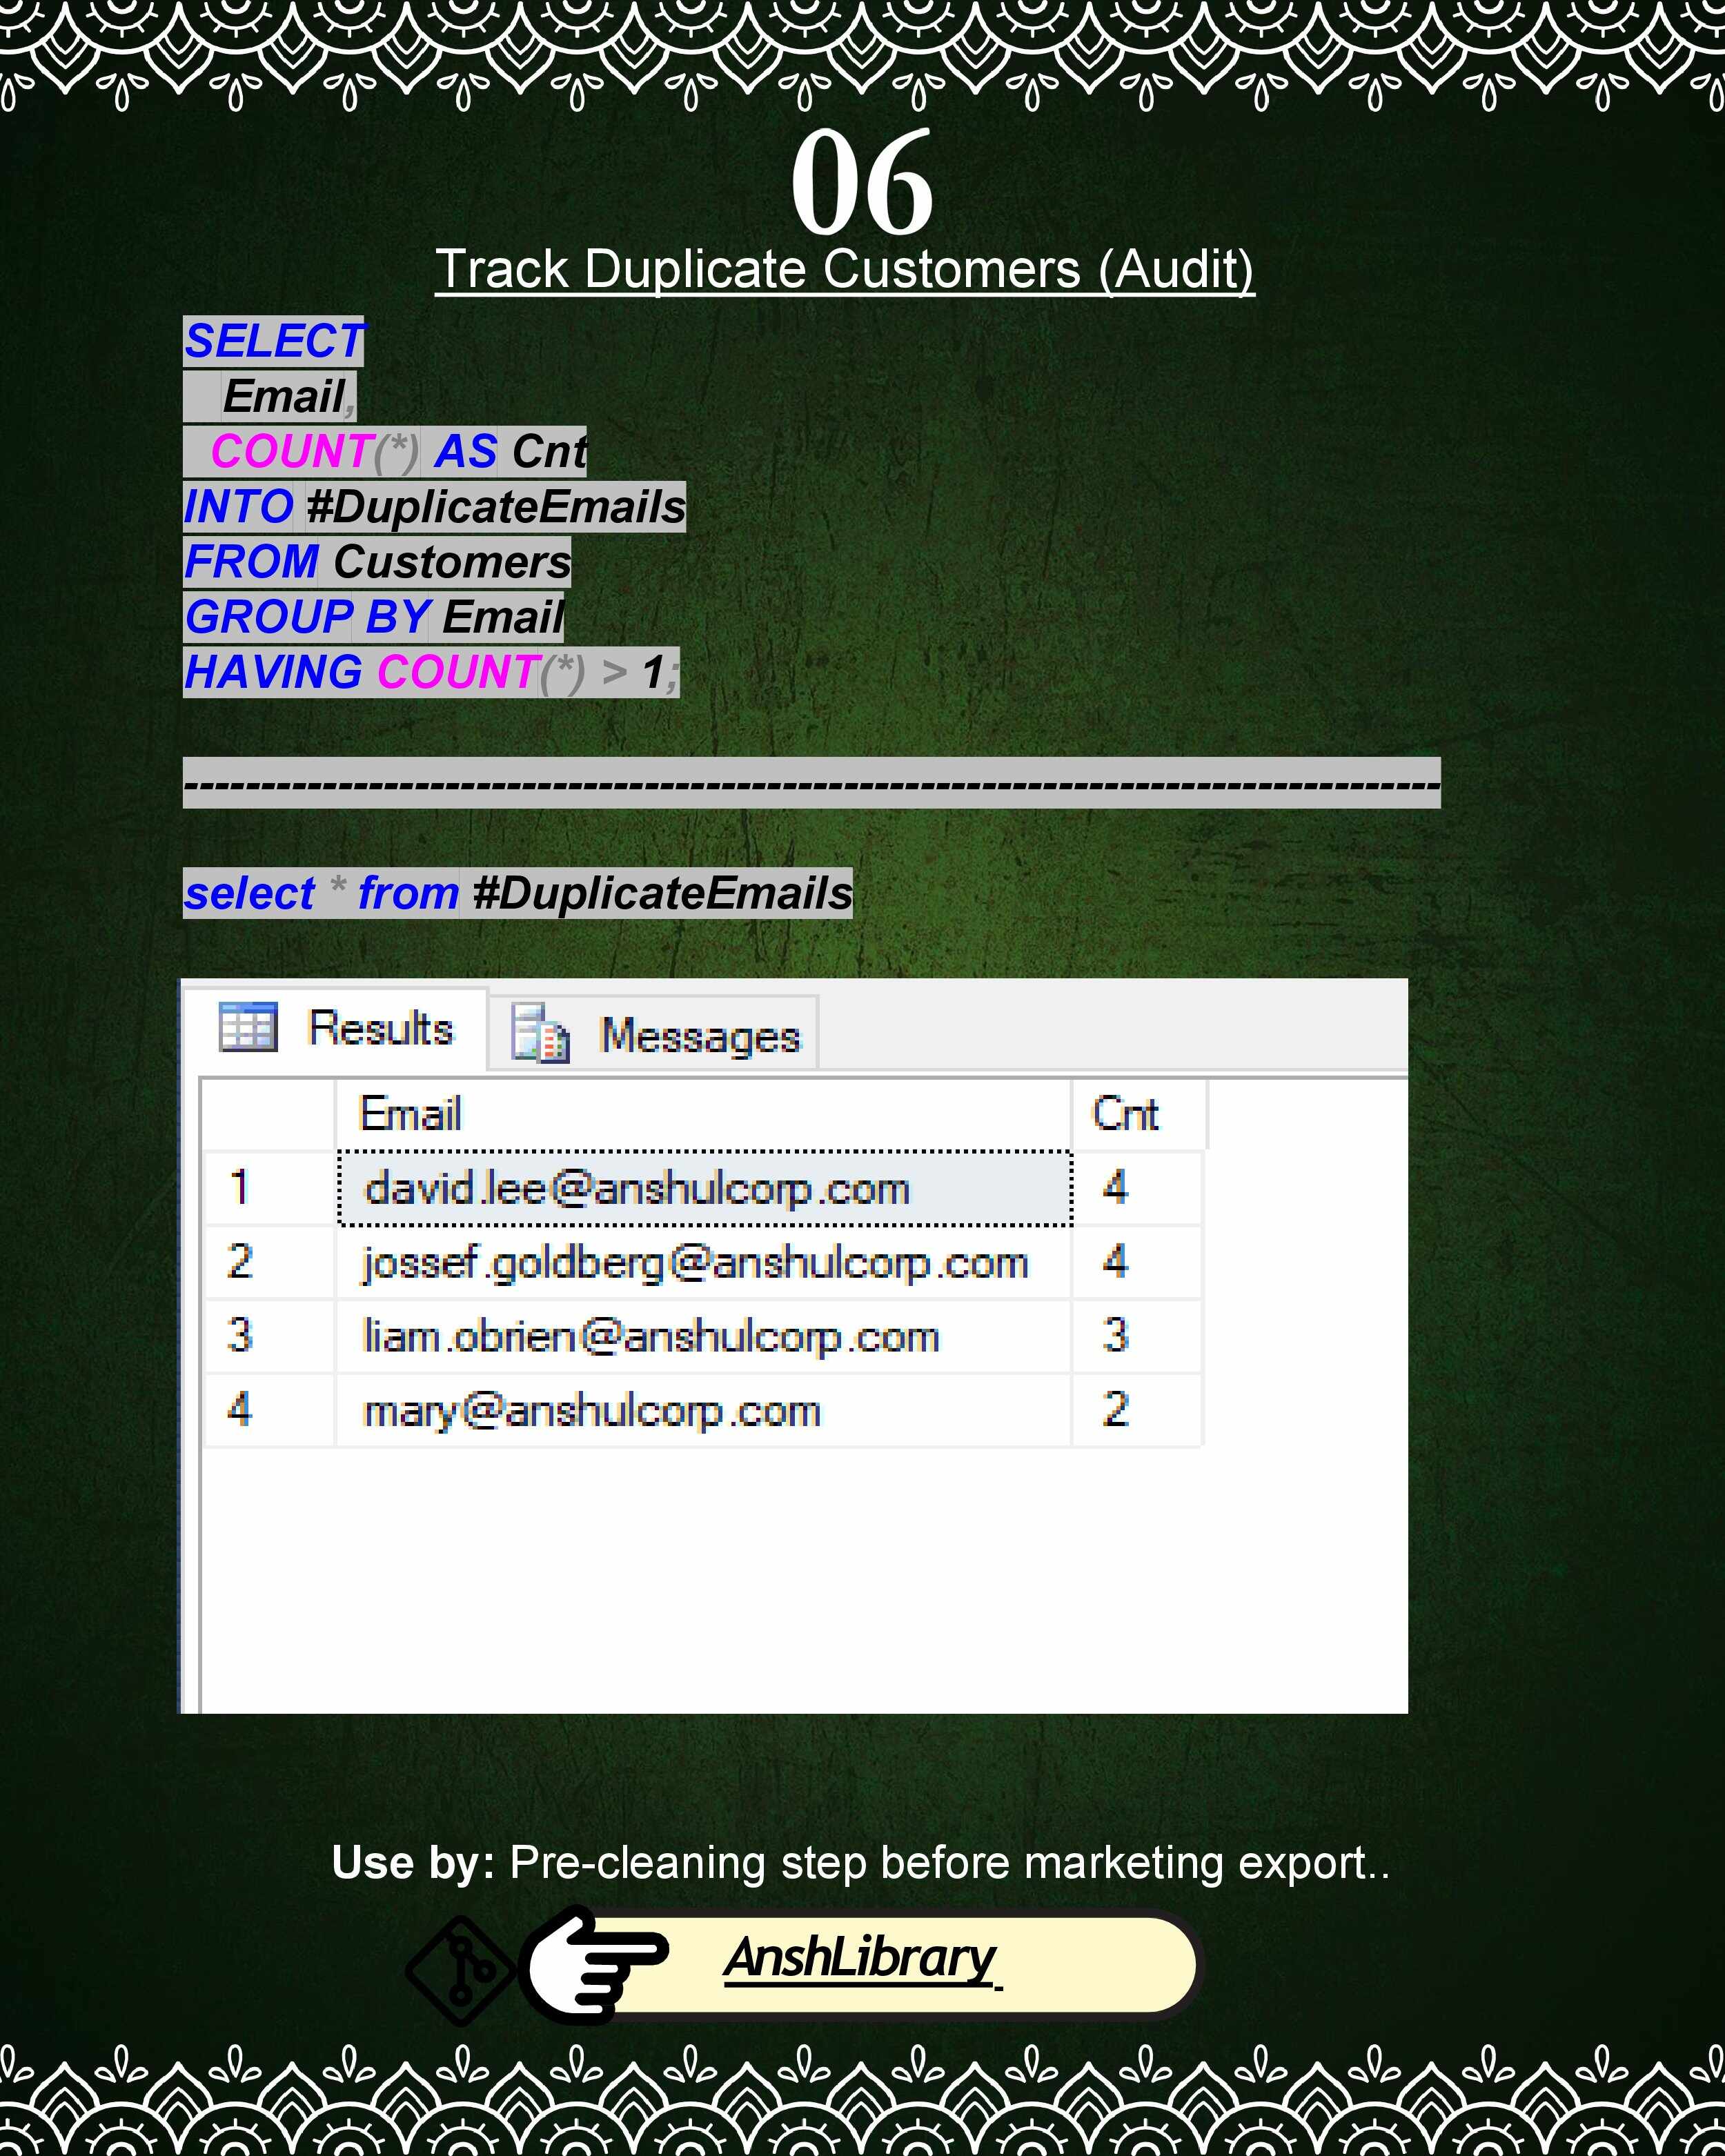 06
Track Duplicate Customers (Audit)
SELECT
Email,
COUNT(*) AS Cnt
INTO #DuplicateEmails
FROM Customers
GROUP BY Email
HAVING COUNT(*) > 1;
----------------------------------------------------------------------------------
select * from #DuplicateEmails
Results Messages
Email Cnt
1 david.lee@anshulcorp.com 4
2 jossef.goldberg@anshulcorp.com 4
3 liam.obrien@anshulcorp.com 3
4 mary@anshulcorp.com 2
Use by: Pre-cleaning step before marketing export..
AnshLibrary